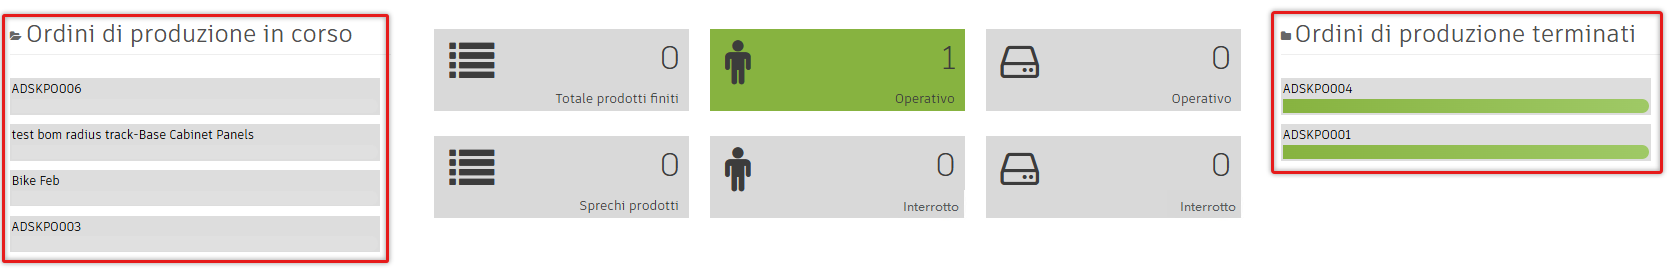 Ordini di produzione in corso
ADSKPO006
test bom radius track-Base Cabinet Panels
Bike Feb
ADSKPO003
0
Totale prodotti finiti
1
Operativo
0
Operativo
0
Sprechi prodotti
0
Interrotto
0
Interrotto
Ordini di produzione terminati
ADSKPO004
ADSKPO001